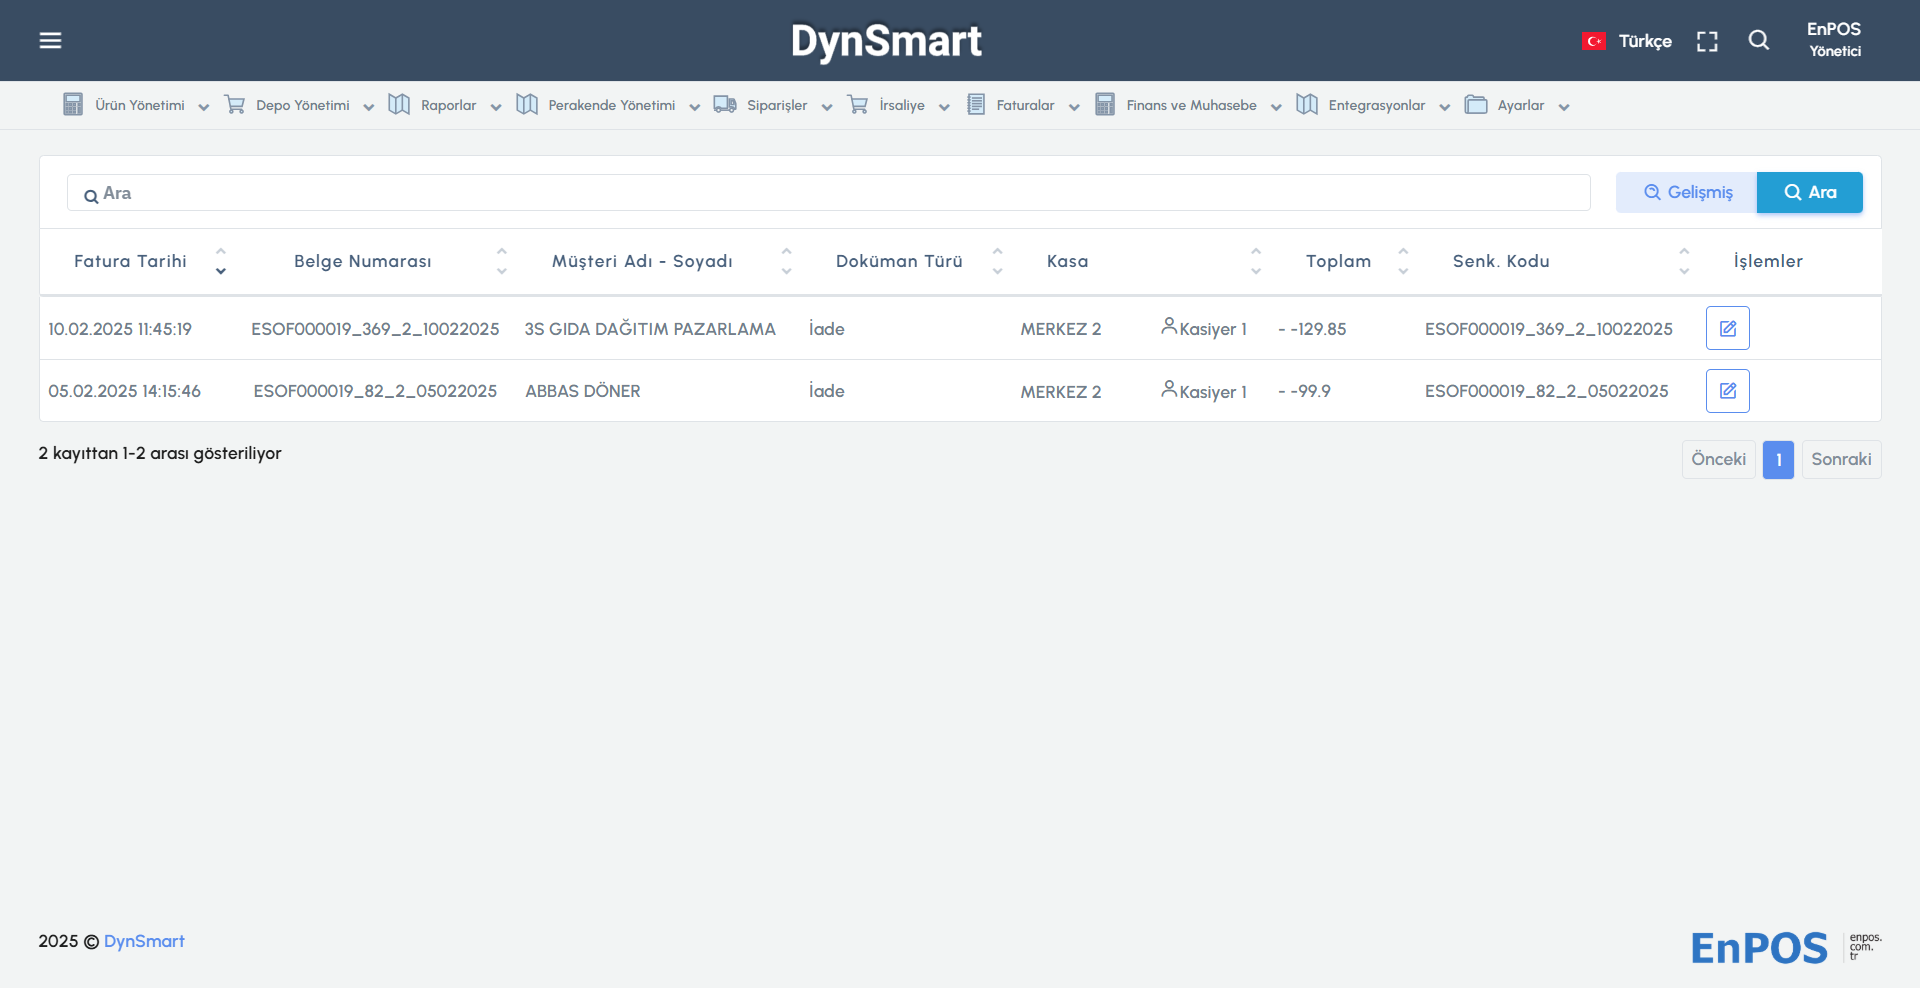 DynSmart
Türkçe
EnPOS
Yönetici
Ürün Yönetimi Depo Yönetimi Raporlar Perakende Yönetimi Siparişler İrsaliye Faturalar Finans ve Muhasebe Entegrasyonlar Ayarlar
Ara Gelişmiş Ara
Fatura Tarihi Belge Numarası Müşteri Adı - Soyadı Doküman Türü Kasa Toplam Senk. Kodu İşlemler
10.02.2025 11:45:19 ESOF000019_369_2_10022025 3S GIDA DAĞITIM PAZARLAMA İade MERKEZ 2 Kasiyer 1 - -129.85 ESOF000019_369_2_10022025
05.02.2025 14:15:46 ESOF000019_82_2_05022025 ABBAS DÖNER İade MERKEZ 2 Kasiyer 1 - -99.9 ESOF000019_82_2_05022025
2 kayıttan 1-2 arası gösteriliyor
Önceki 1 Sonraki
2025 © DynSmart
EnPOS
enpos.
com.
tr